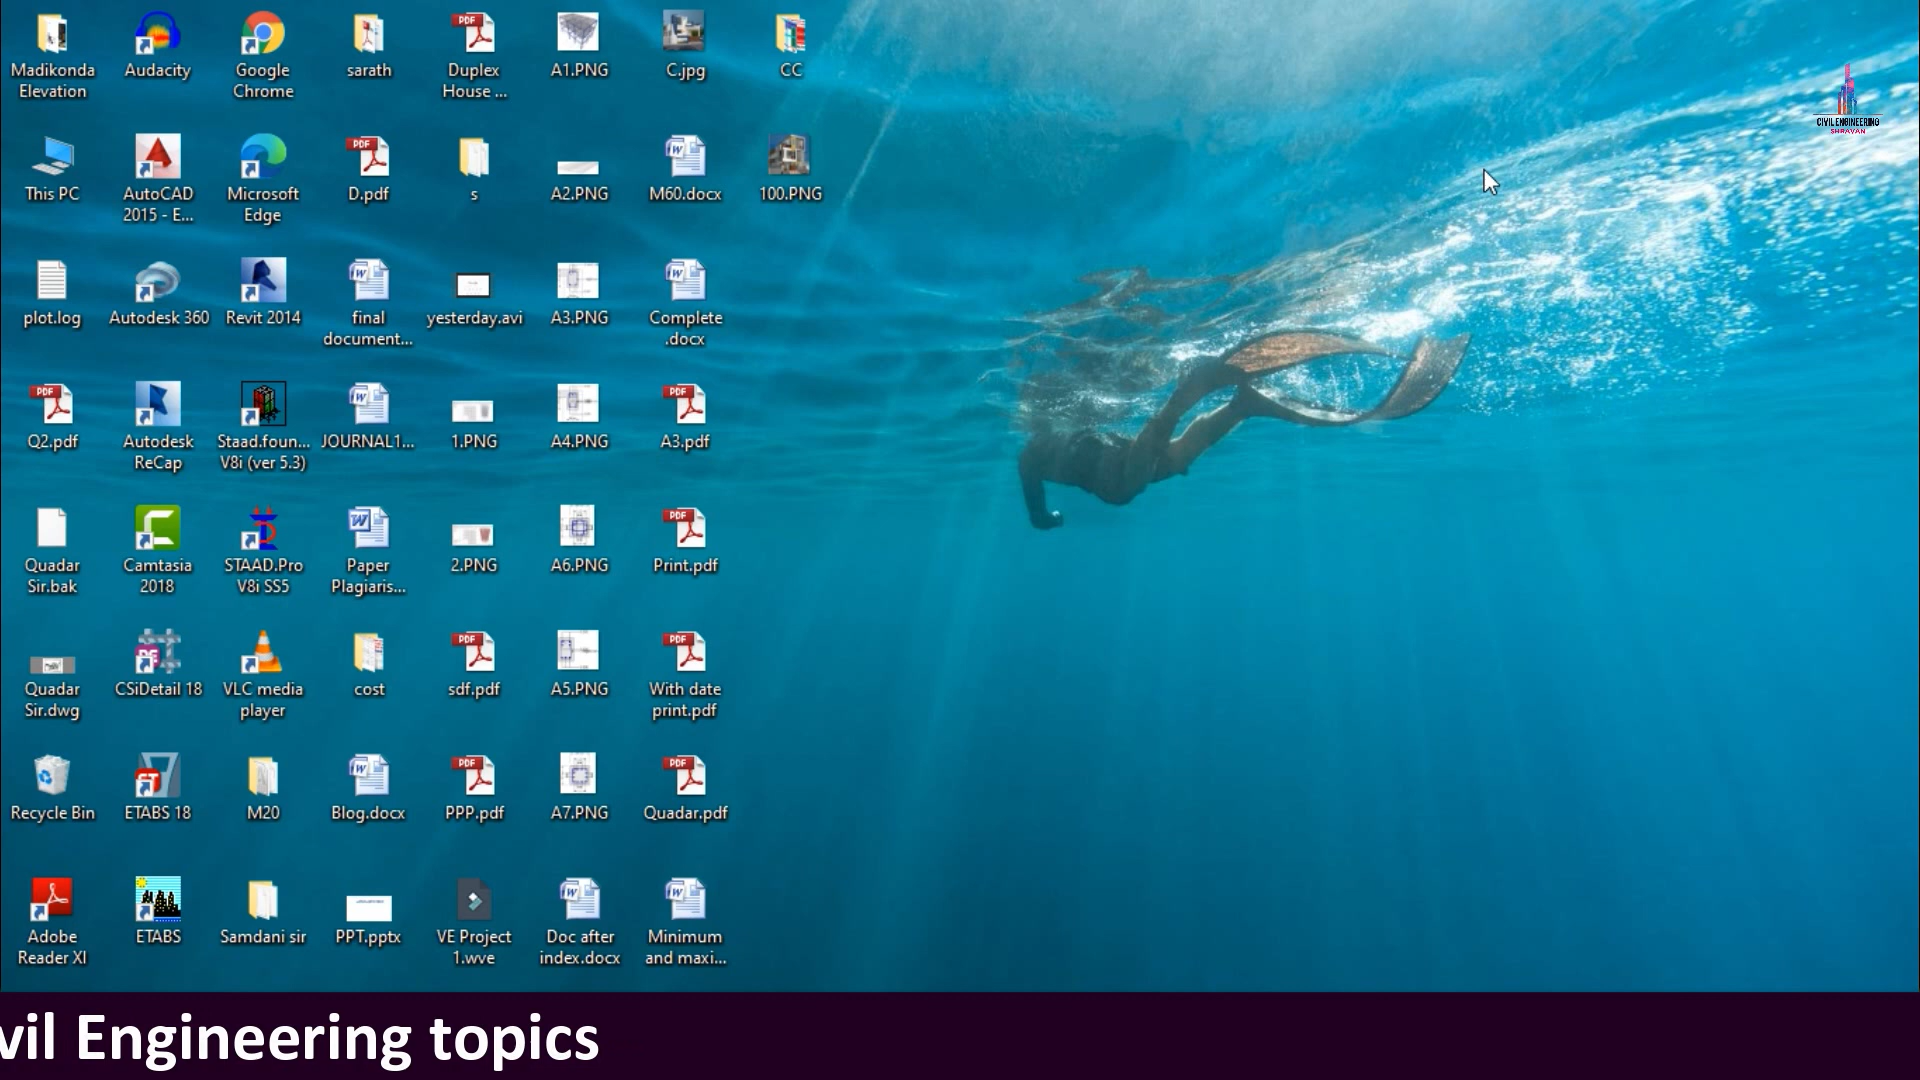 Madikonda
Elevation
Audacity
Google
Chrome
sarath
Duplex
House ...
A1.PNG
C.jpg
CC
CIVIL ENGINEERING
SHRAVAN
This PC
AutoCAD
2015 - E...
Microsoft
Edge
D.pdf
s
A2.PNG
M60.docx
100.PNG
plot.log
Autodesk 360
Revit 2014
final
document...
yesterday.avi
A3.PNG
Complete
.docx
Q2.pdf
Autodesk
ReCap
Staad.foun...
V8i (ver 5.3)
JOURNAL1...
1.PNG
A4.PNG
A3.pdf
Quadar
Sir.bak
Camtasia
2018
STAAD.Pro
V8i SS5
Paper
Plagiaris...
2.PNG
A6.PNG
Print.pdf
Quadar
Sir.dwg
CSiDetail 18
VLC media
player
cost
sdf.pdf
A5.PNG
With date
print.pdf
Recycle Bin
ETABS 18
M20
Blog.docx
PPP.pdf
A7.PNG
Quadar.pdf
Adobe
Reader XI
ETABS
Samdani sir
PPT.pptx
VE Project
1.wve
Doc after
index.docx
Minimum
and maxi...
vil Engineering topics